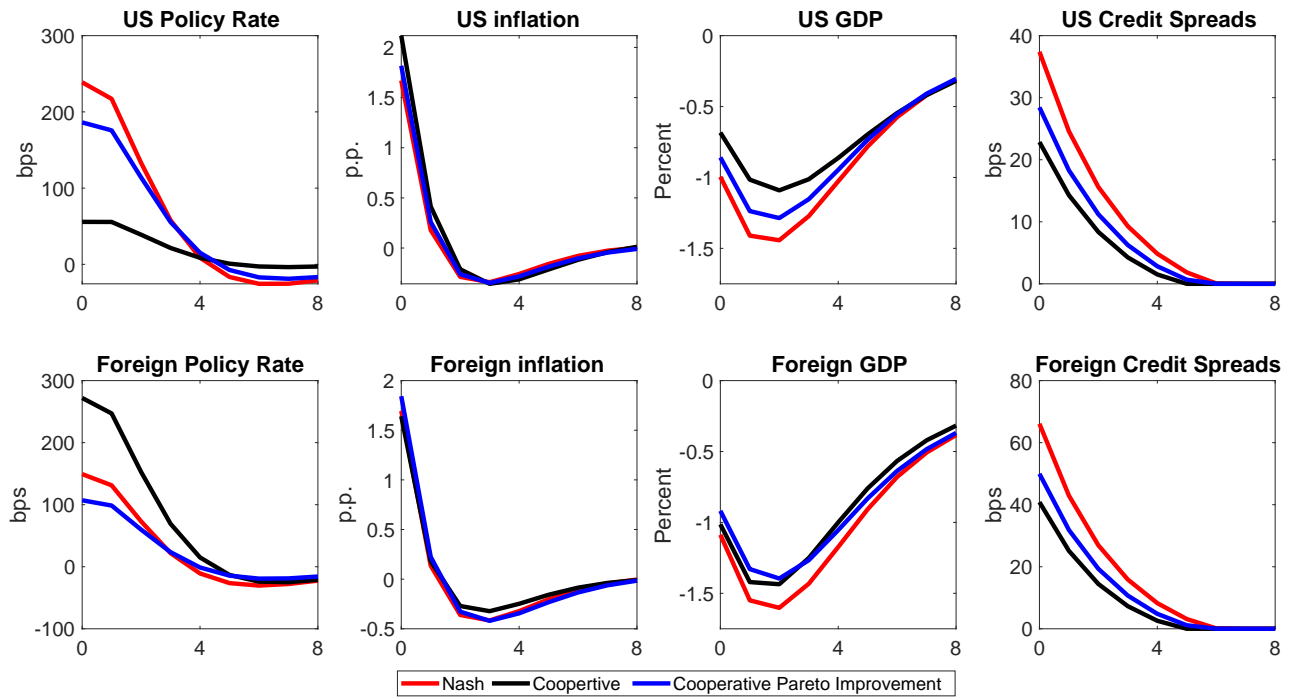 US Policy Rate
300
200
100
0
bps
0 4 8
US inflation
2
1.5
1
0.5
0
p.p.
0 4 8
US GDP
0
-0.5
-1
-1.5
Percent
0 4 8
US Credit Spreads
40
30
20
10
0
bps
0 4 8
Foreign Policy Rate
300
200
100
0
-100
bps
0 4 8
Foreign inflation
2
1.5
1
0.5
0
-0.5
p.p.
0 4 8
Foreign GDP
0
-0.5
-1
-1.5
Percent
0 4 8
Foreign Credit Spreads
80
60
40
20
0
bps
0 4 8
Nash Coopertive Cooperative Pareto Improvement